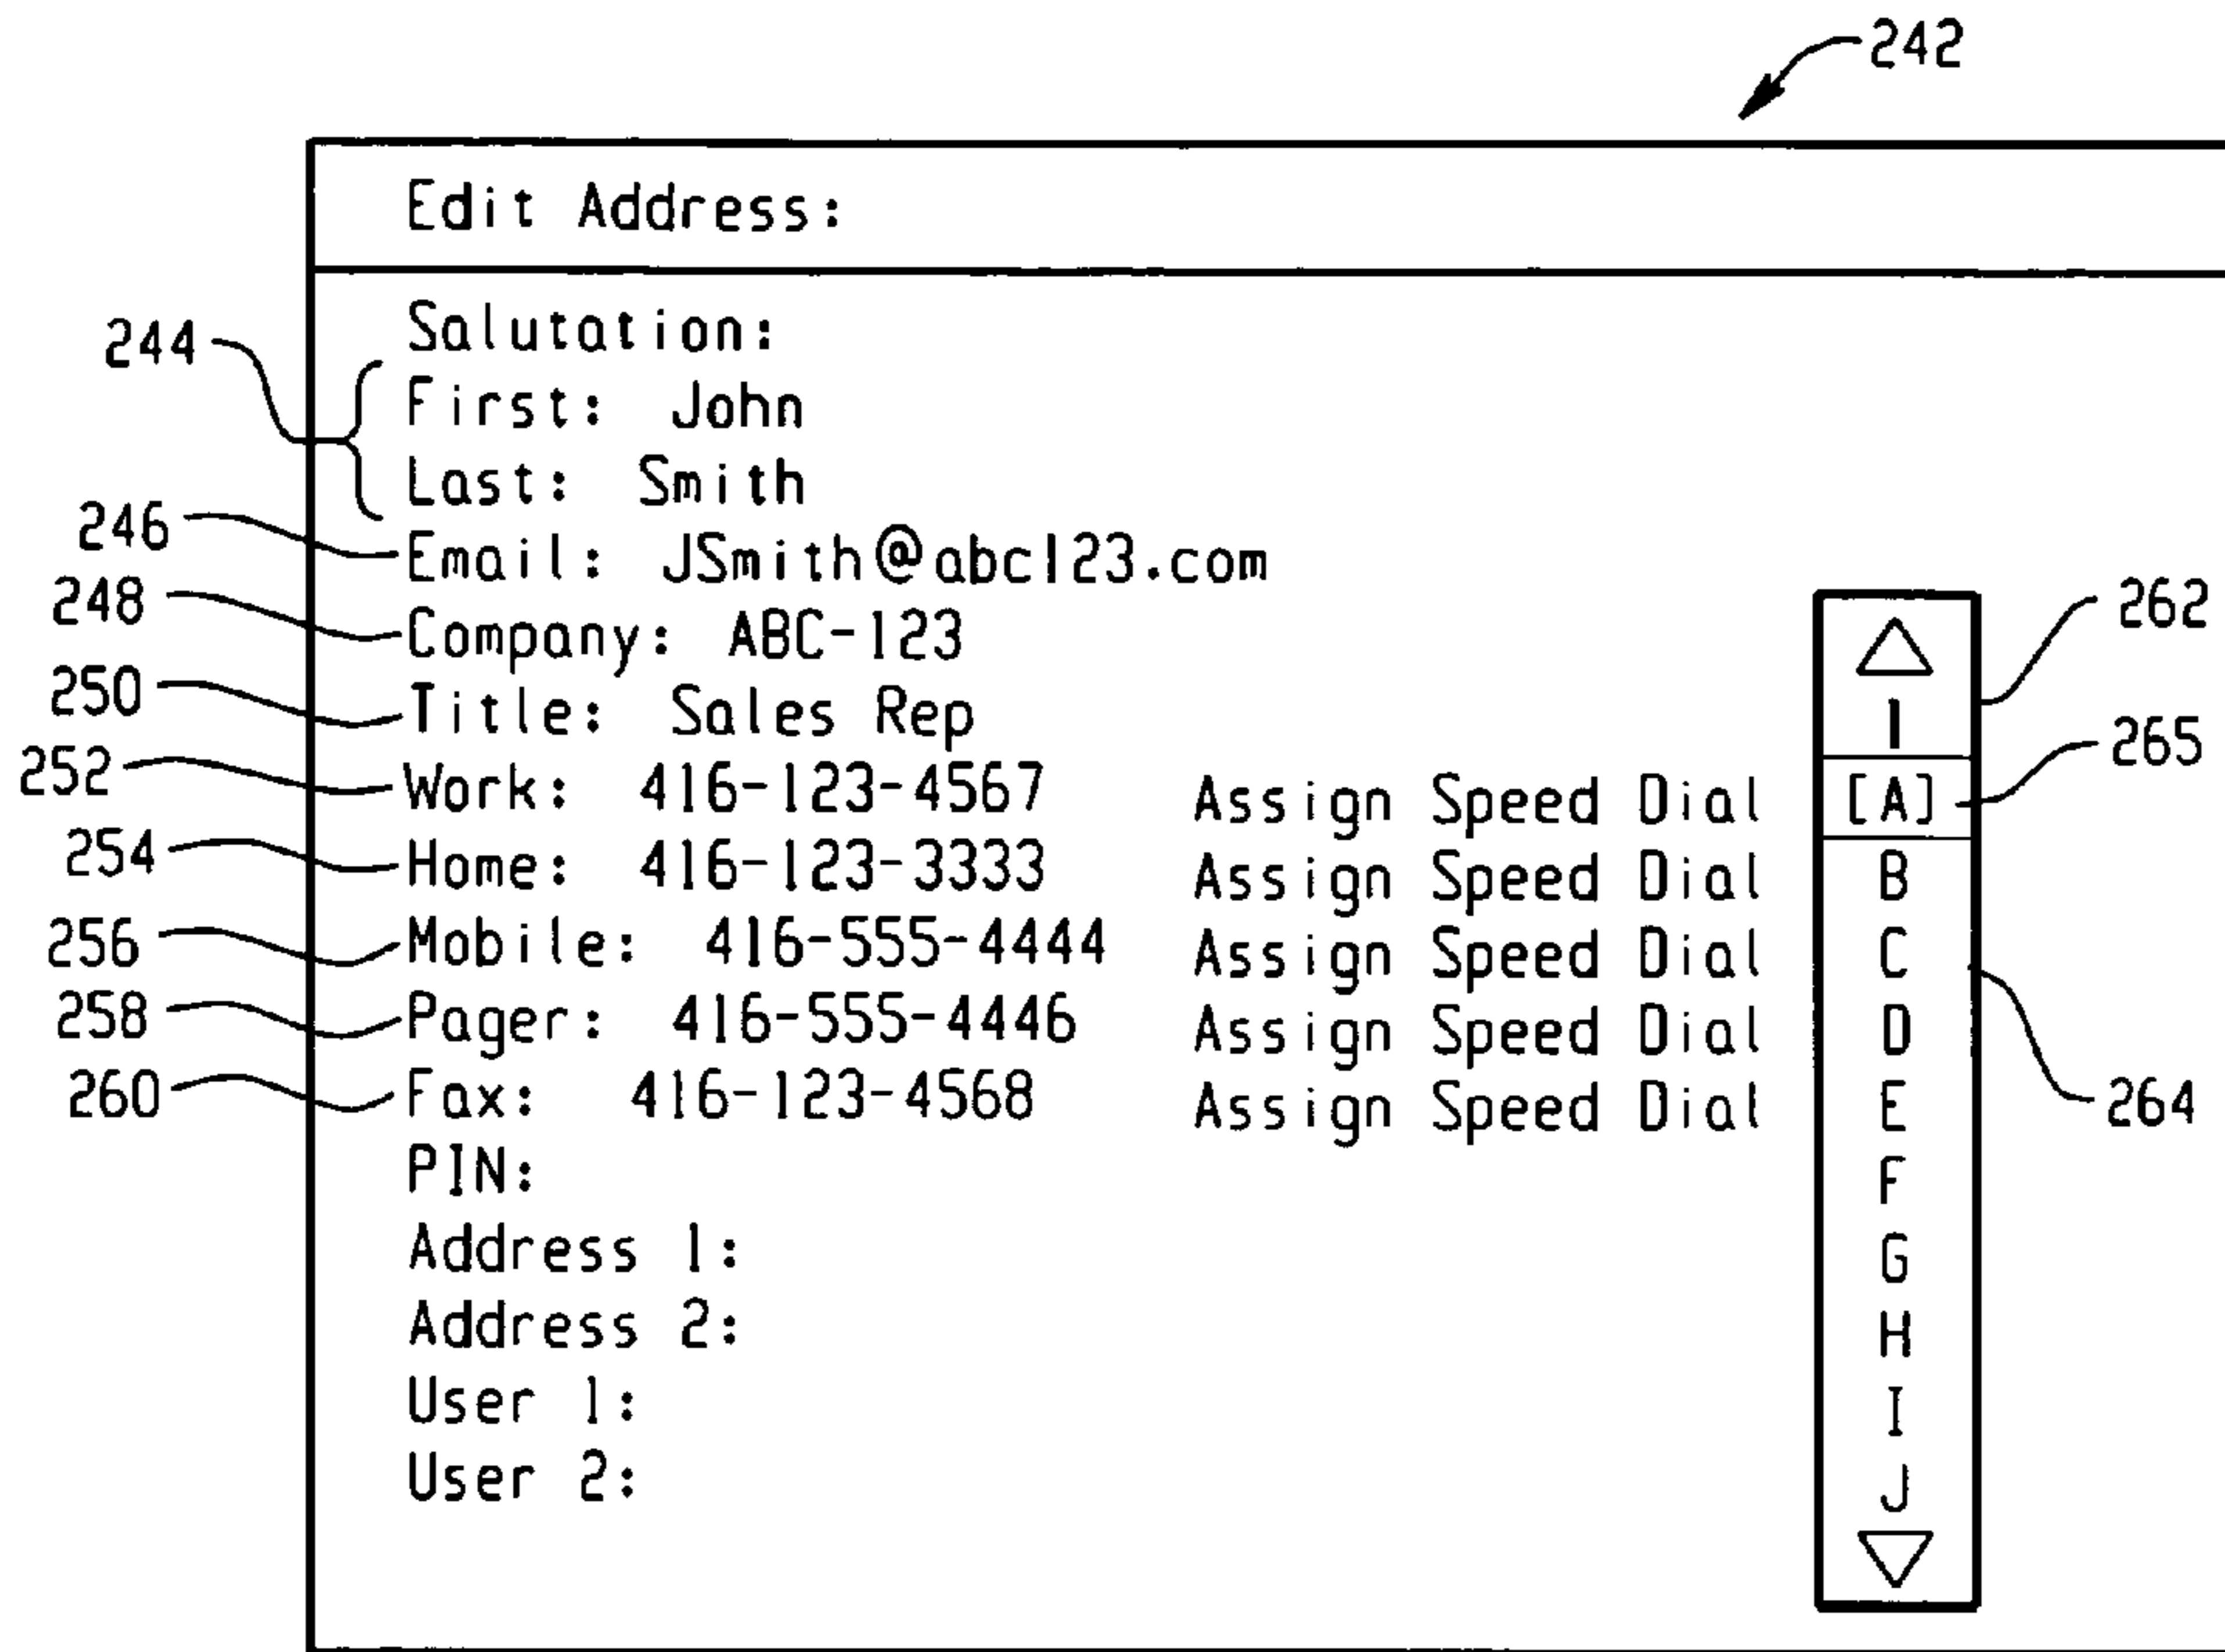 242
Edit Address:
244
Salutation:
First: John
Last: Smith
246
Email: JSmith@abc123.com
248
Company: ABC-123
250
Title: Sales Rep
252
Work: 416-123-4567 Assign Speed Dial
254
Home: 416-123-3333 Assign Speed Dial
256
Mobile: 416-555-4444 Assign Speed Dial
258
Pager: 416-555-4446 Assign Speed Dial
260
Fax: 416-123-4568 Assign Speed Dial
PIN:
Address 1:
Address 2:
User 1:
User 2:
1
[A]
B
C
D
E
F
G
H
I
J
262
265
264